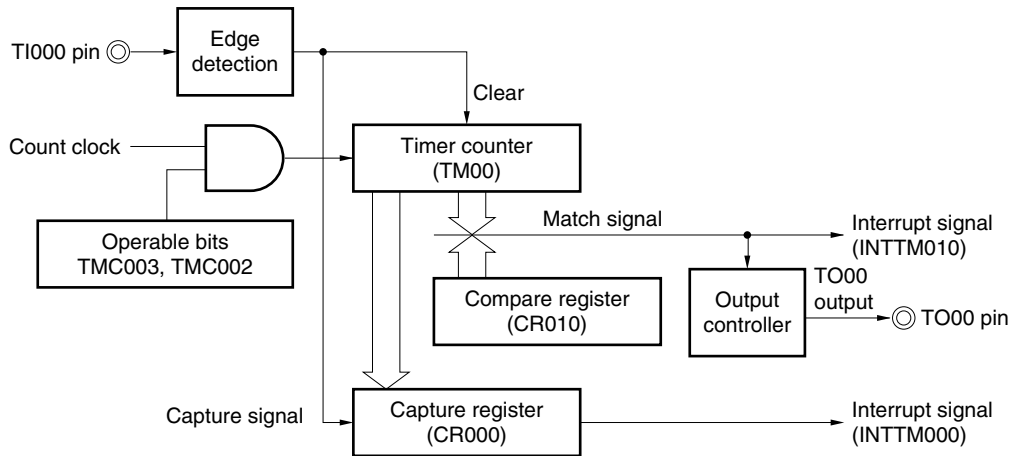 TI000 pin
Edge
detection
Clear
Count clock
Timer counter
(TM00)
Operable bits
TMC003, TMC002
Match signal
Interrupt signal
(INTTM010)
Compare register
(CR010)
Output
controller
TO00
output
TO00 pin
Capture signal
Capture register
(CR000)
Interrupt signal
(INTTM000)